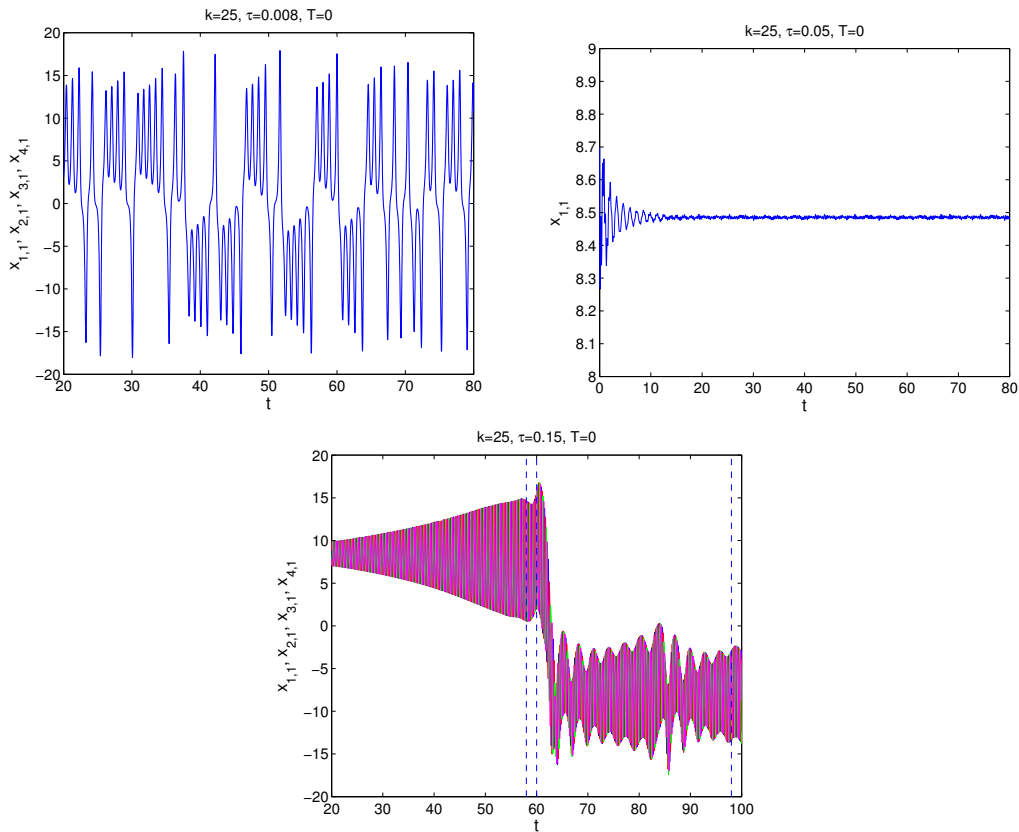 k=25, τ=0.008, T=0
20
15
10
5
0
−5
−10
−15
−20
x1,1, x2,1, x3,1, x4,1
20 30 40 50 60 70 80
t
k=25, τ=0.05, T=0
9
8.9
8.8
8.7
8.6
8.5
8.4
8.3
8.2
8.1
8
x1,1
0 10 20 30 40 50 60 70 80
t
k=25, τ=0.15, T=0
20
15
10
5
0
−5
−10
−15
−20
x1,1, x2,1, x3,1, x4,1
20 30 40 50 60 70 80 90 100
t